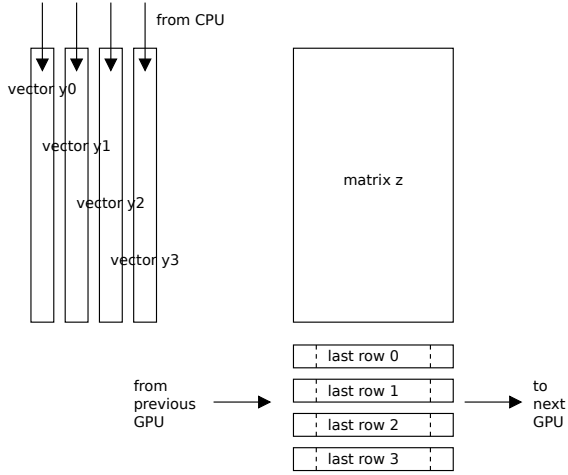 from CPU
vector y0
vector y1
vector y2
vector y3
matrix z
last row 0
last row 1
last row 2
last row 3
from
previous
GPU
to
next
GPU